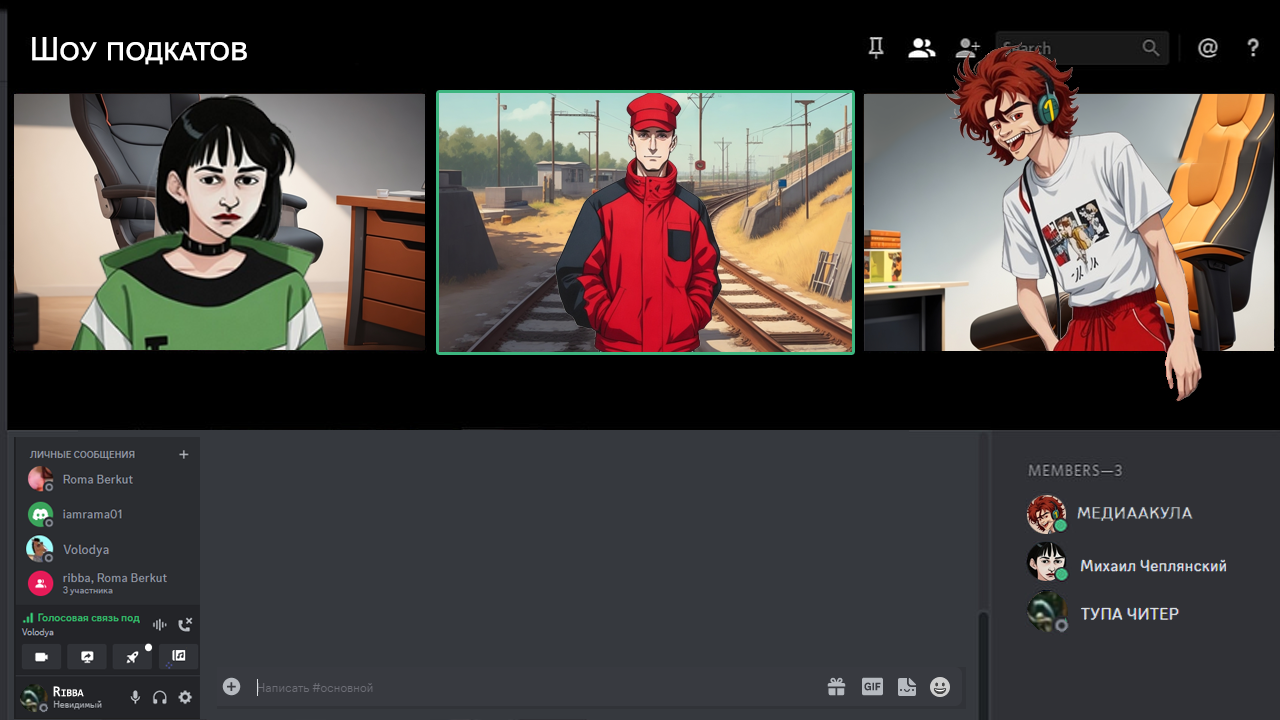 Шоу подкатов
Search
ЛИЧНЫЕ СООБЩЕНИЯ
Roma Berkut
iamrama01
Volodya
ribba, Roma Berkut
3 участника
Голосовая связь под
Volodya
Ribba
Невидимый
Написать #основной
GIF
MEMBERS—3
МЕДИААКУЛА
Михаил Чеплянский
ТУПА ЧИТЕР